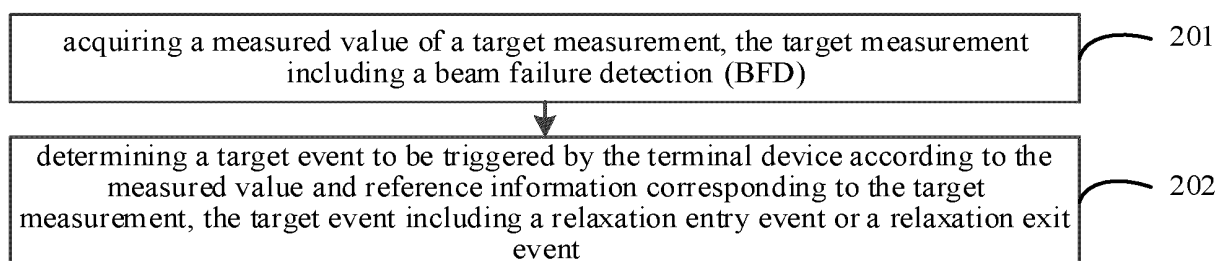 acquiring a measured value of a target measurement, the target measurement
including a beam failure detection (BFD)
201
determining a target event to be triggered by the terminal device according to the
measured value and reference information corresponding to the target
measurement, the target event including a relaxation entry event or a relaxation exit
event
202